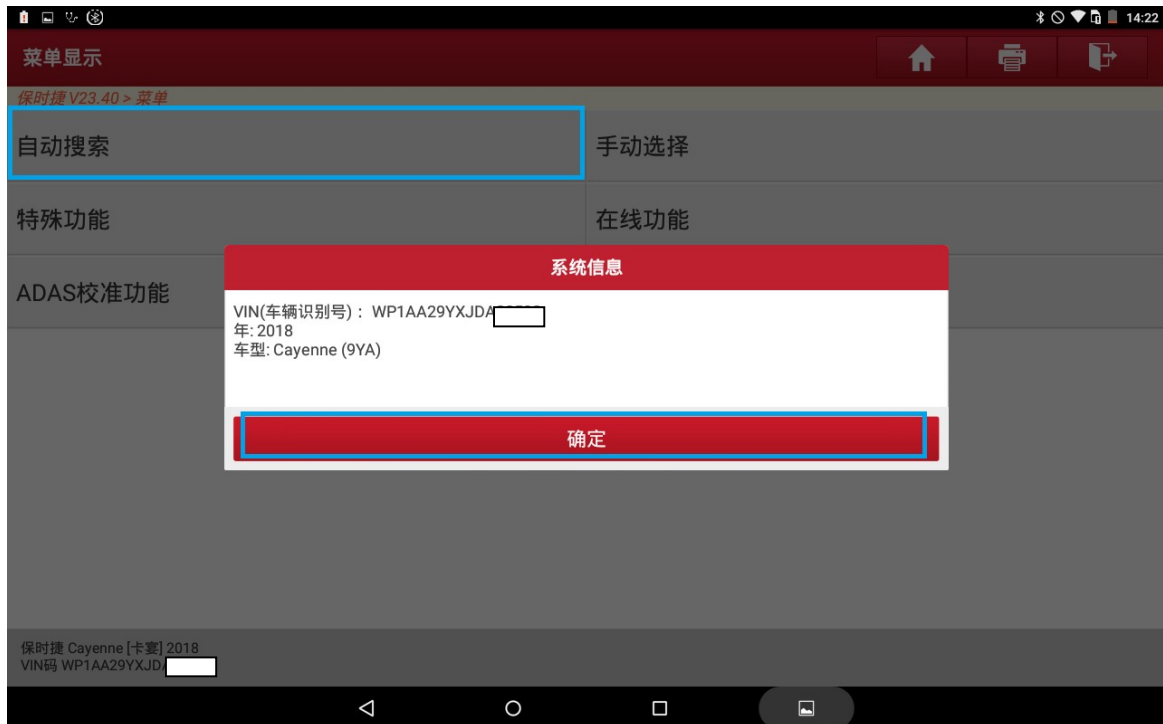 14:22
菜单显示
保时捷 V23.40 > 菜单
自动搜索
手动选择
特殊功能
在线功能
ADAS校准功能
系统信息
VIN(车辆识别号) : WP1AA29YXJDA
年: 2018
车型: Cayenne (9YA)
确定
保时捷 Cayenne [卡宴] 2018
VIN码 WP1AA29YXJD